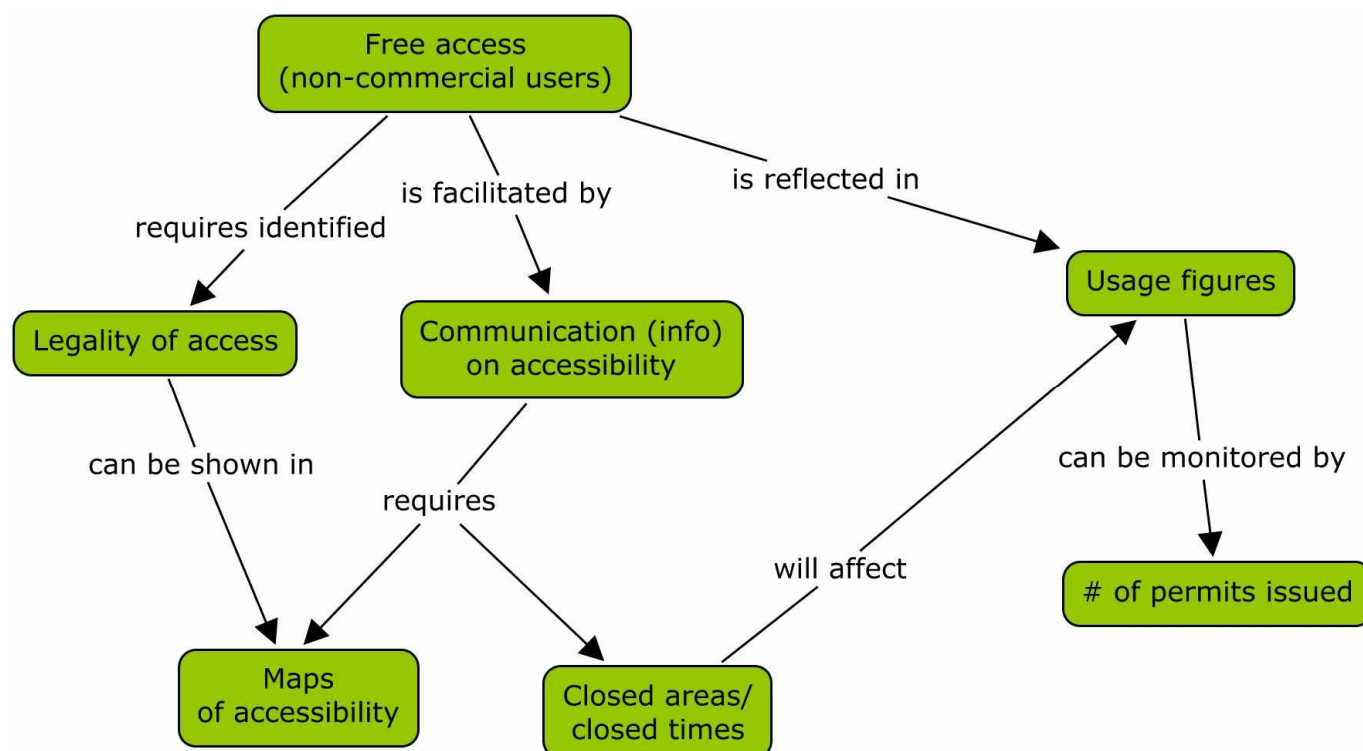 Free access
(non-commercial users)
is reflected in
is facilitated by
requires identified
Usage figures
Legality of access
Communication (info)
on accessibility
can be shown in
requires
can be monitored by
will affect
# of permits issued
Maps
of accessibility
Closed areas/
closed times